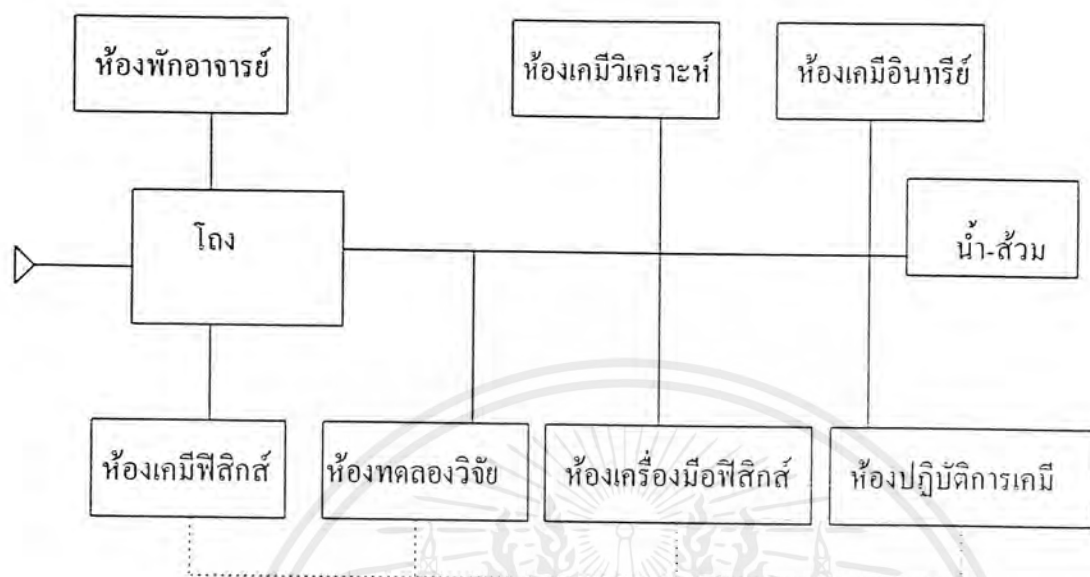 ห้องพักอาจารย์
ห้องเคมีวิเคราะห์
ห้องเคมีอินทรีย์
โถง
น้ำ-ส้วม
ห้องเคมีฟิสิกส์
ห้องทดลองวิจัย
ห้องเครื่องมือฟิสิกส์
ห้องปฏิบัติการเคมี